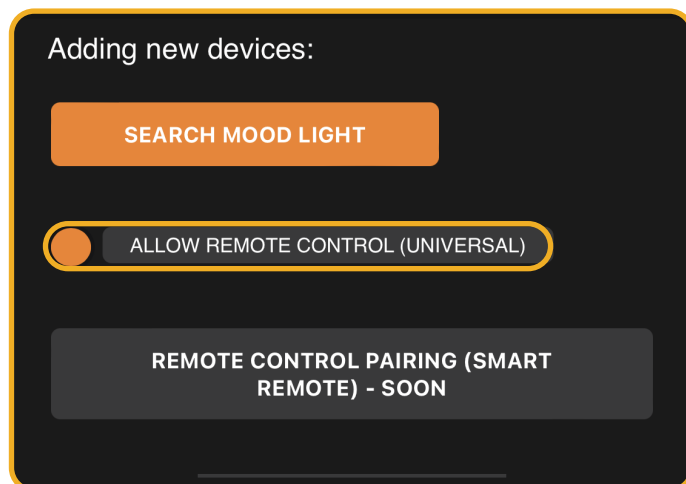 Adding new devices:
SEARCH MOOD LIGHT
ALLOW REMOTE CONTROL (UNIVERSAL)
REMOTE CONTROL PAIRING (SMART
REMOTE) - SOON